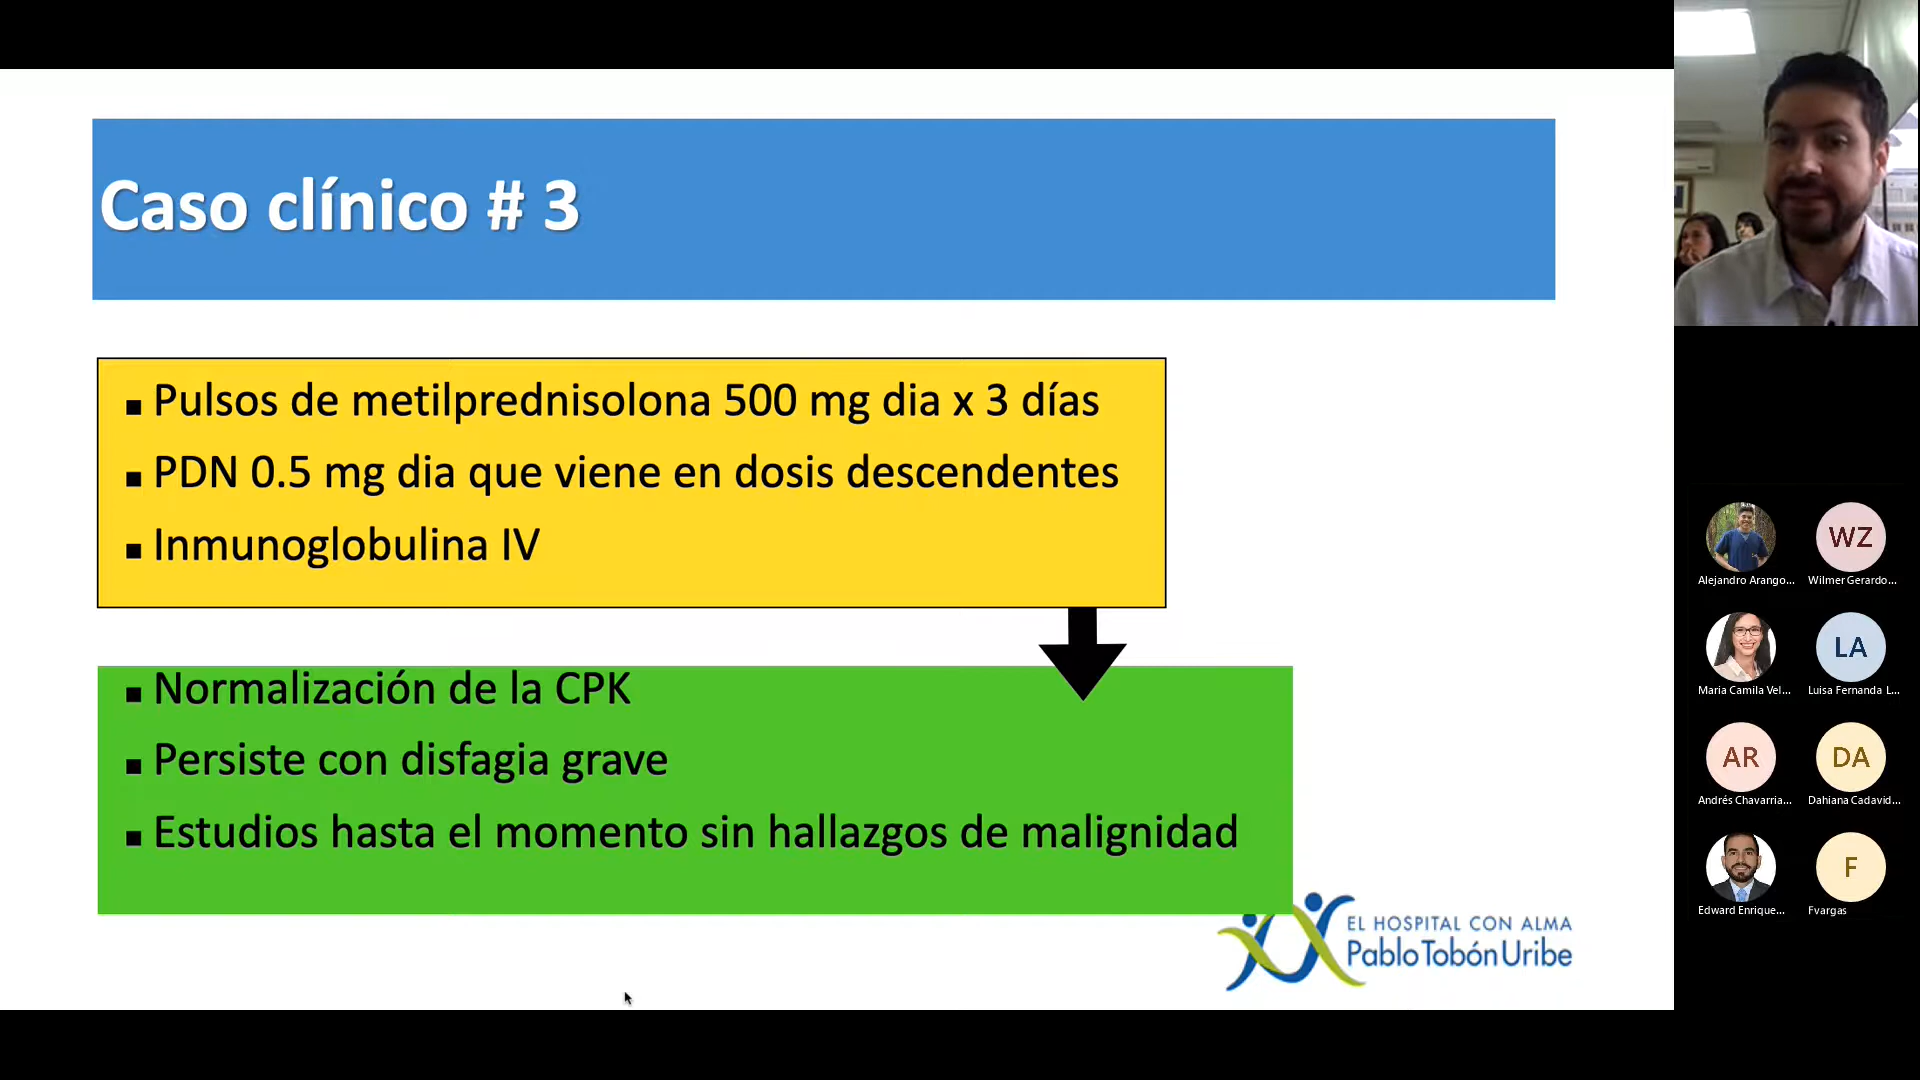 Caso clínico # 3
▪ Pulsos de metilprednisolona 500 mg dia x 3 días
▪ PDN 0.5 mg dia que viene en dosis descendentes
▪ Inmunoglobulina IV
▪ Normalización de la CPK
▪ Persiste con disfagia grave
▪ Estudios hasta el momento sin hallazgos de malignidad
EL HOSPITAL CON ALMA
Pablo Tobón Uribe
WZ
Alejandro Arango...
Wilmer Gerardo...
LA
Maria Camila Vel...
Luisa Fernanda L...
AR
DA
Andrés Chavarria...
Dahiana Cadavid...
F
Edward Enrique...
Fvargas